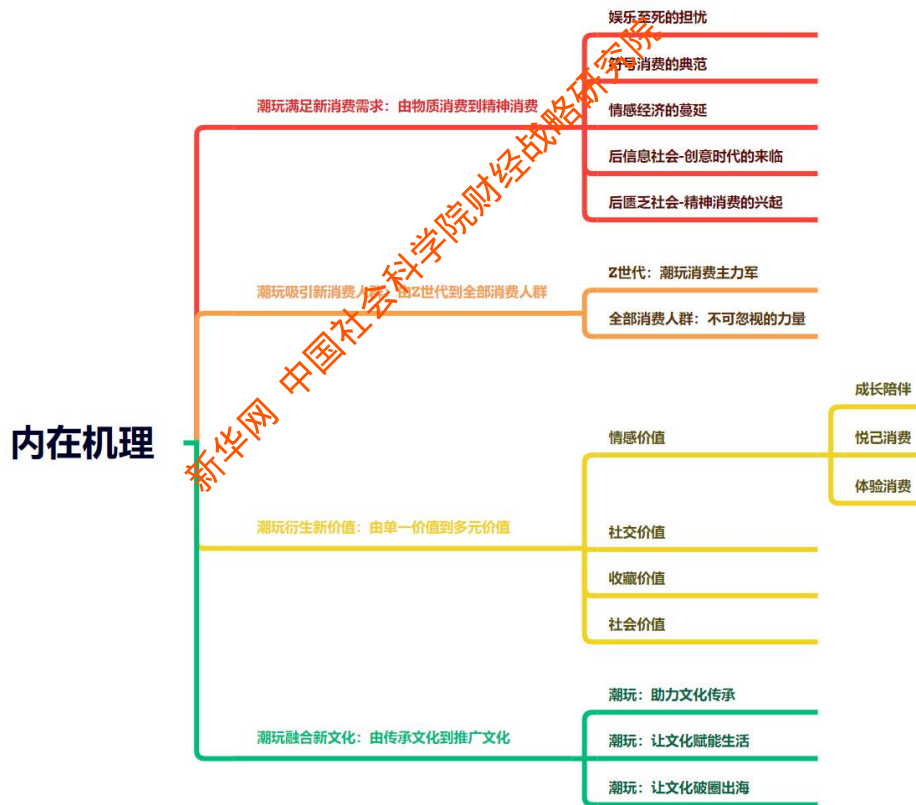 内在机理
潮玩满足新消费需求：由物质消费到精神消费
娱乐至死的担忧
符号消费的典范
情感经济的蔓延
后信息社会-创意时代的来临
后匮乏社会-精神消费的兴起
潮玩吸引新消费人群：由Z世代到全部消费人群
Z世代：潮玩消费主力军
全部消费人群：不可忽视的力量
潮玩衍生新价值：由单一价值到多元价值
情感价值
成长陪伴
悦己消费
体验消费
社交价值
收藏价值
社会价值
潮玩融合新文化：由传承文化到推广文化
潮玩：助力文化传承
潮玩：让文化赋能生活
潮玩：让文化破圈出海
新华网 中国社会科学院财经战略研究院